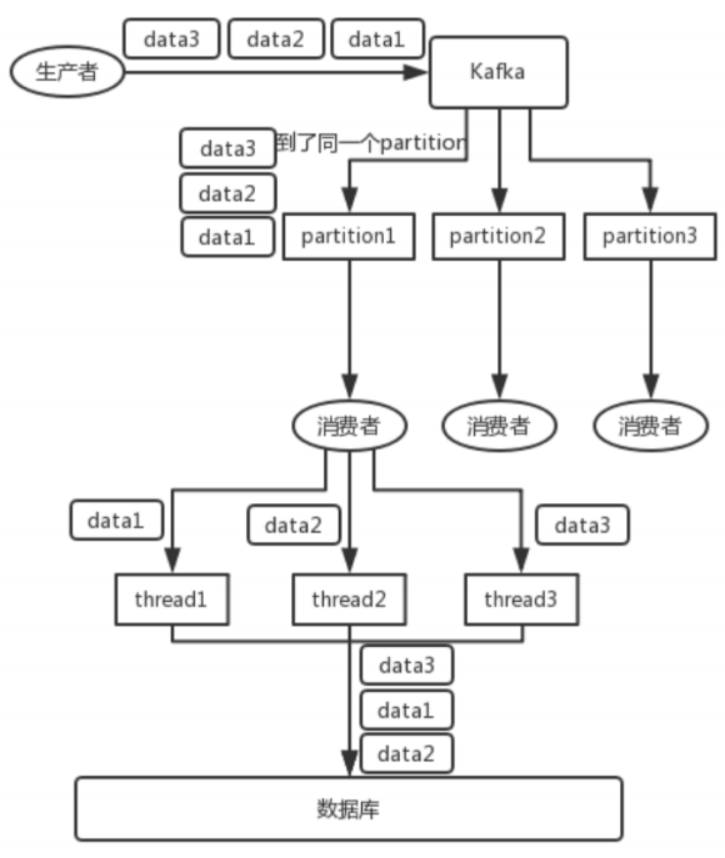 data3 data2 data1
生产者
Kafka
到了同一个partition
data3
data2
data1
partition1 partition2 partition3
消费者 消费者 消费者
data1 data2 data3
thread1 thread2 thread3
data3
data1
data2
数据库